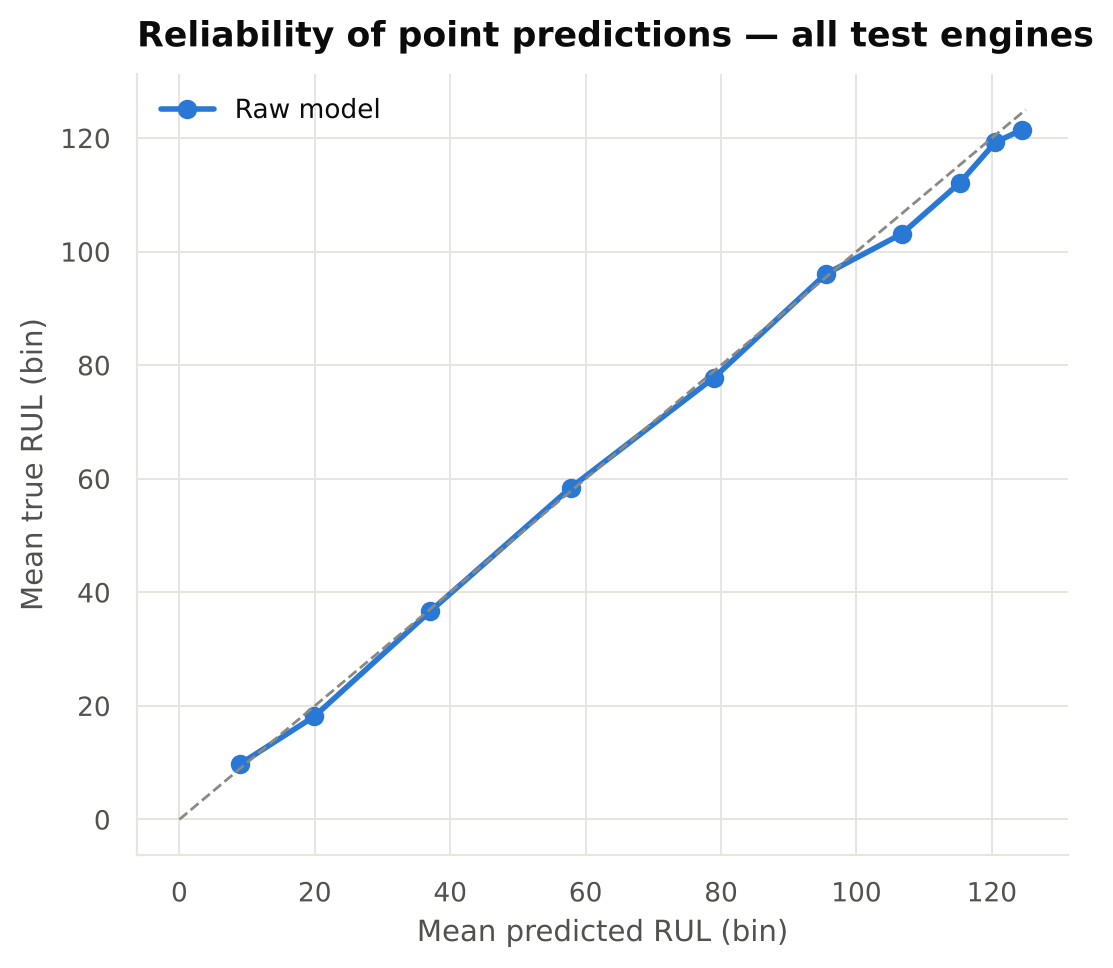 Reliability of point predictions — all test engines
Raw model
120
100
80
60
40
20
0
Mean true RUL (bin)
0 20 40 60 80 100 120
Mean predicted RUL (bin)